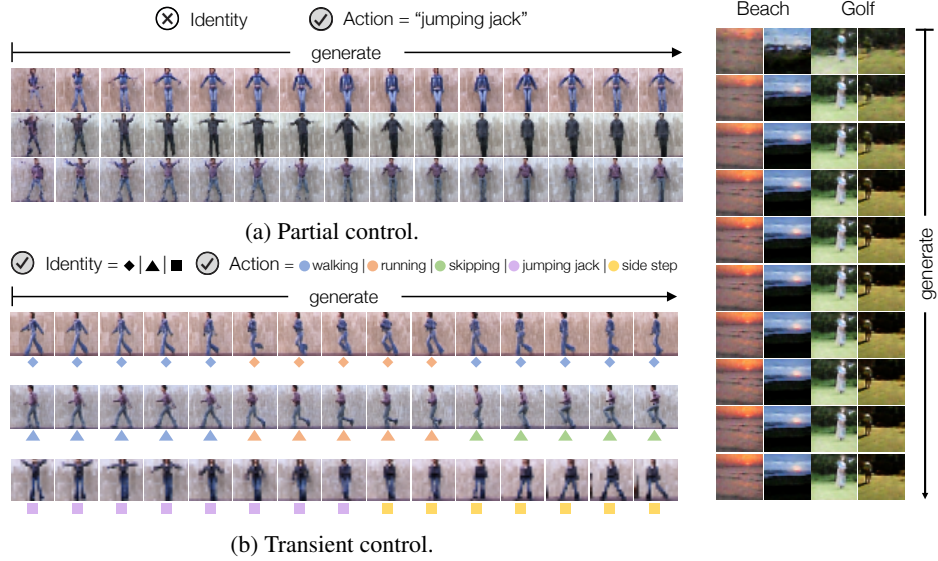 Identity Action = “jumping jack”
generate
(a) Partial control.
Identity = ◆ | ▲ | ■ Action = walking | running | skipping | jumping jack | side step
generate
(b) Transient control.
Beach Golf
generate